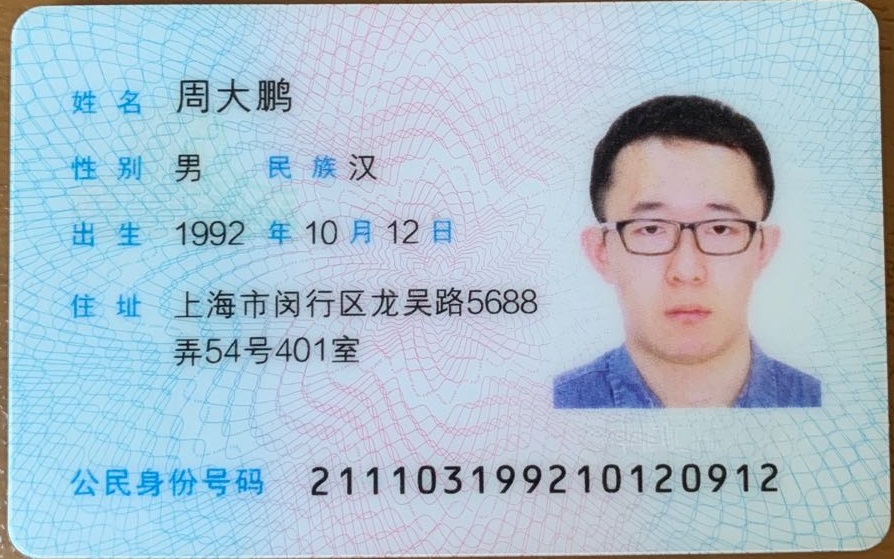 姓名 周大鹏
性别 男 民族 汉
出生 1992 年 10 月 12 日
住址 上海市闵行区龙吴路5688
弄54号401室
公民身份号码 211103199210120912